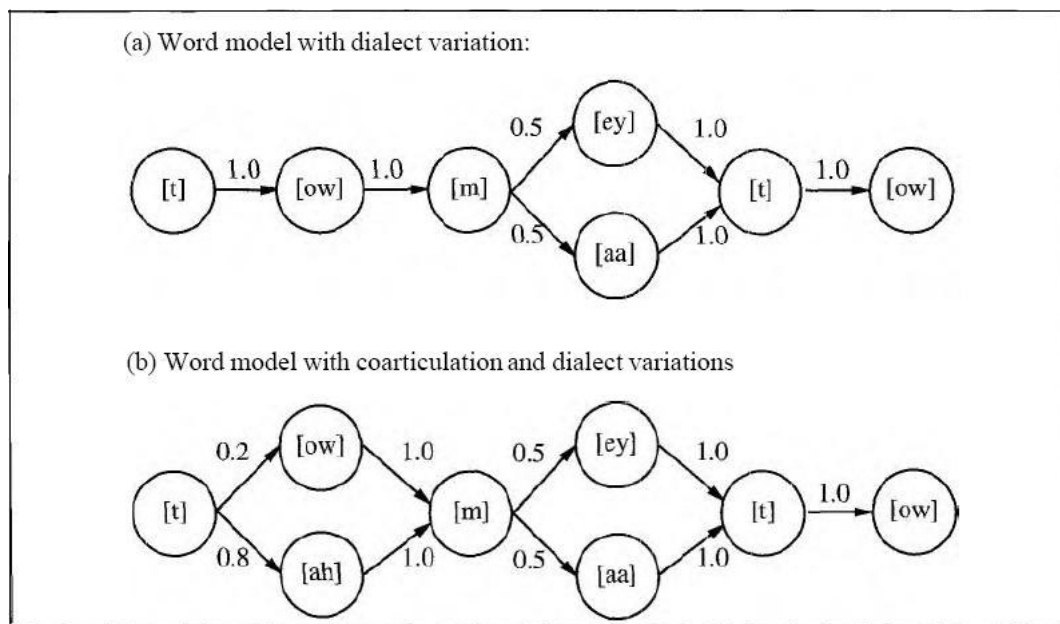 (a) Word model with dialect variation:
[ey]
0.5 1.0
1.0 1.0 1.0
[t] [ow] [m] [t] [ow]
0.5 1.0
[aa]
(b) Word model with coarticulation and dialect variations
[ow] [ey]
0.2 1.0 0.5 1.0
1.0
[t] [m] [t] [ow]
0.8 1.0 0.5 1.0
[ah] [aa]